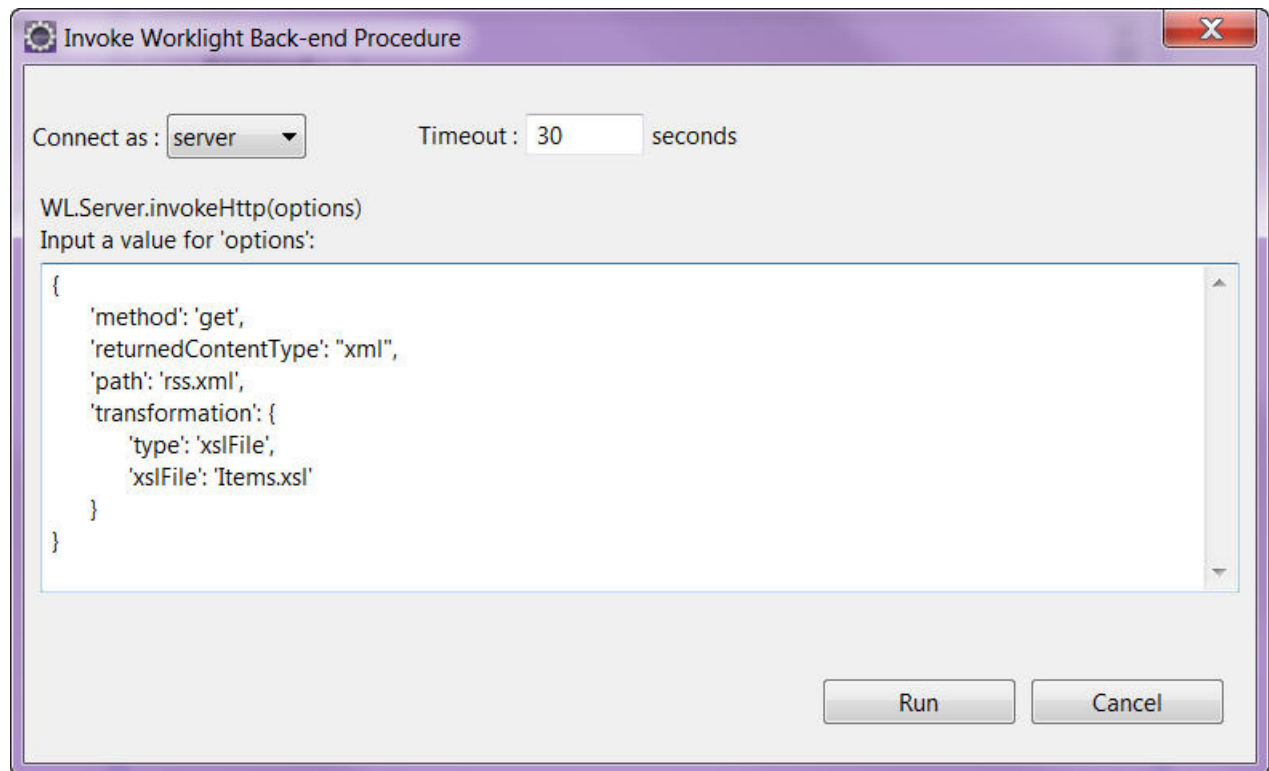 Invoke Worklight Back-end Procedure
X
Connect as : server Timeout : 30 seconds
WL.Server.invokeHttp(options)
Input a value for 'options':
{
'method': 'get',
'returnedContentType': "xml",
'path': 'rss.xml',
'transformation': {
'type': 'xslFile',
'xslFile': 'Items.xsl'
}
}
Run Cancel